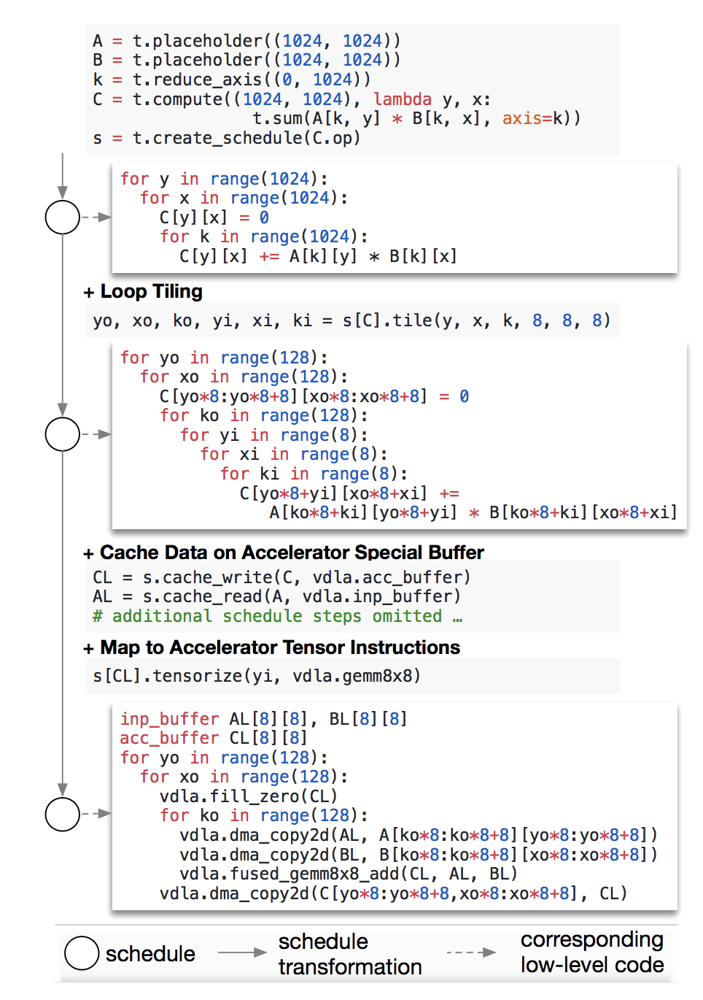 A = t.placeholder((1024, 1024))
B = t.placeholder((1024, 1024))
k = t.reduce_axis((0, 1024))
C = t.compute((1024, 1024), lambda y, x:
                t.sum(A[k, y] * B[k, x], axis=k))
s = t.create_schedule(C.op)
for y in range(1024):
  for x in range(1024):
    C[y][x] = 0
    for k in range(1024):
      C[y][x] += A[k][y] * B[k][x]
+ Loop Tiling
yo, xo, ko, yi, xi, ki = s[C].tile(y, x, k, 8, 8, 8)
for yo in range(128):
  for xo in range(128):
    C[yo*8:yo*8+8][xo*8:xo*8+8] = 0
    for ko in range(128):
      for yi in range(8):
        for xi in range(8):
          for ki in range(8):
            C[yo*8+yi][xo*8+xi] +=
               A[ko*8+ki][yo*8+yi] * B[ko*8+ki][xo*8+xi]
+ Cache Data on Accelerator Special Buffer
CL = s.cache_write(C, vdla.acc_buffer)
AL = s.cache_read(A, vdla.inp_buffer)
# additional schedule steps omitted …
+ Map to Accelerator Tensor Instructions
s[CL].tensorize(yi, vdla.gemm8x8)
inp_buffer AL[8][8], BL[8][8]
acc_buffer CL[8][8]
for yo in range(128):
  for xo in range(128):
    vdla.fill_zero(CL)
    for ko in range(128):
      vdla.dma_copy2d(AL, A[ko*8:ko*8+8][yo*8:yo*8+8])
      vdla.dma_copy2d(BL, B[ko*8:ko*8+8][xo*8:xo*8+8])
      vdla.fused_gemm8x8_add(CL, AL, BL)
    vdla.dma_copy2d(C[yo*8:yo*8+8,xo*8:xo*8+8], CL)
schedule
schedule
transformation
corresponding
low-level code